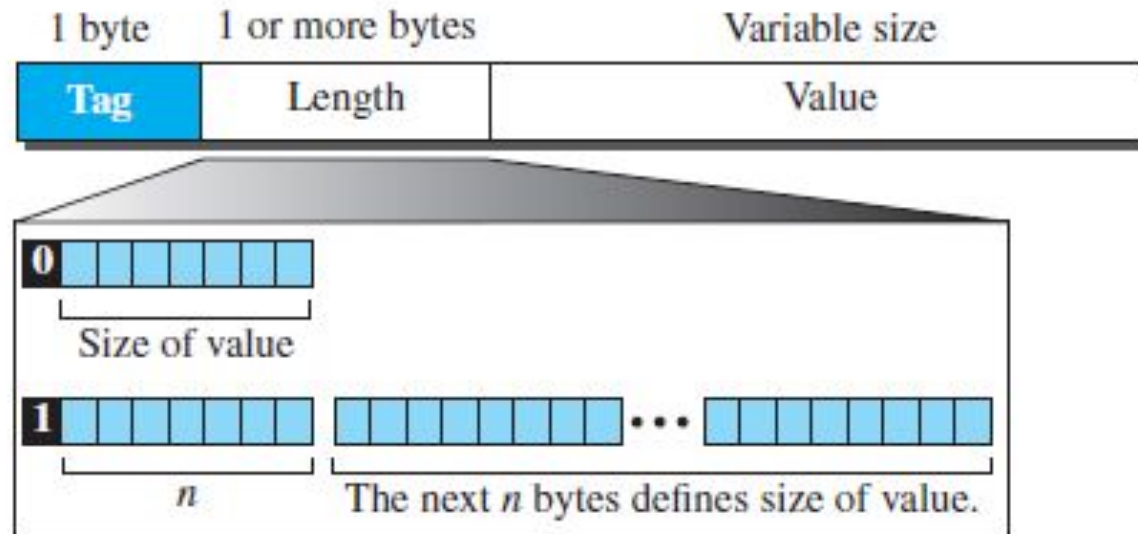 1 byte 1 or more bytes Variable size
Tag Length Value
0
Size of value
1
n The next n bytes defines size of value.